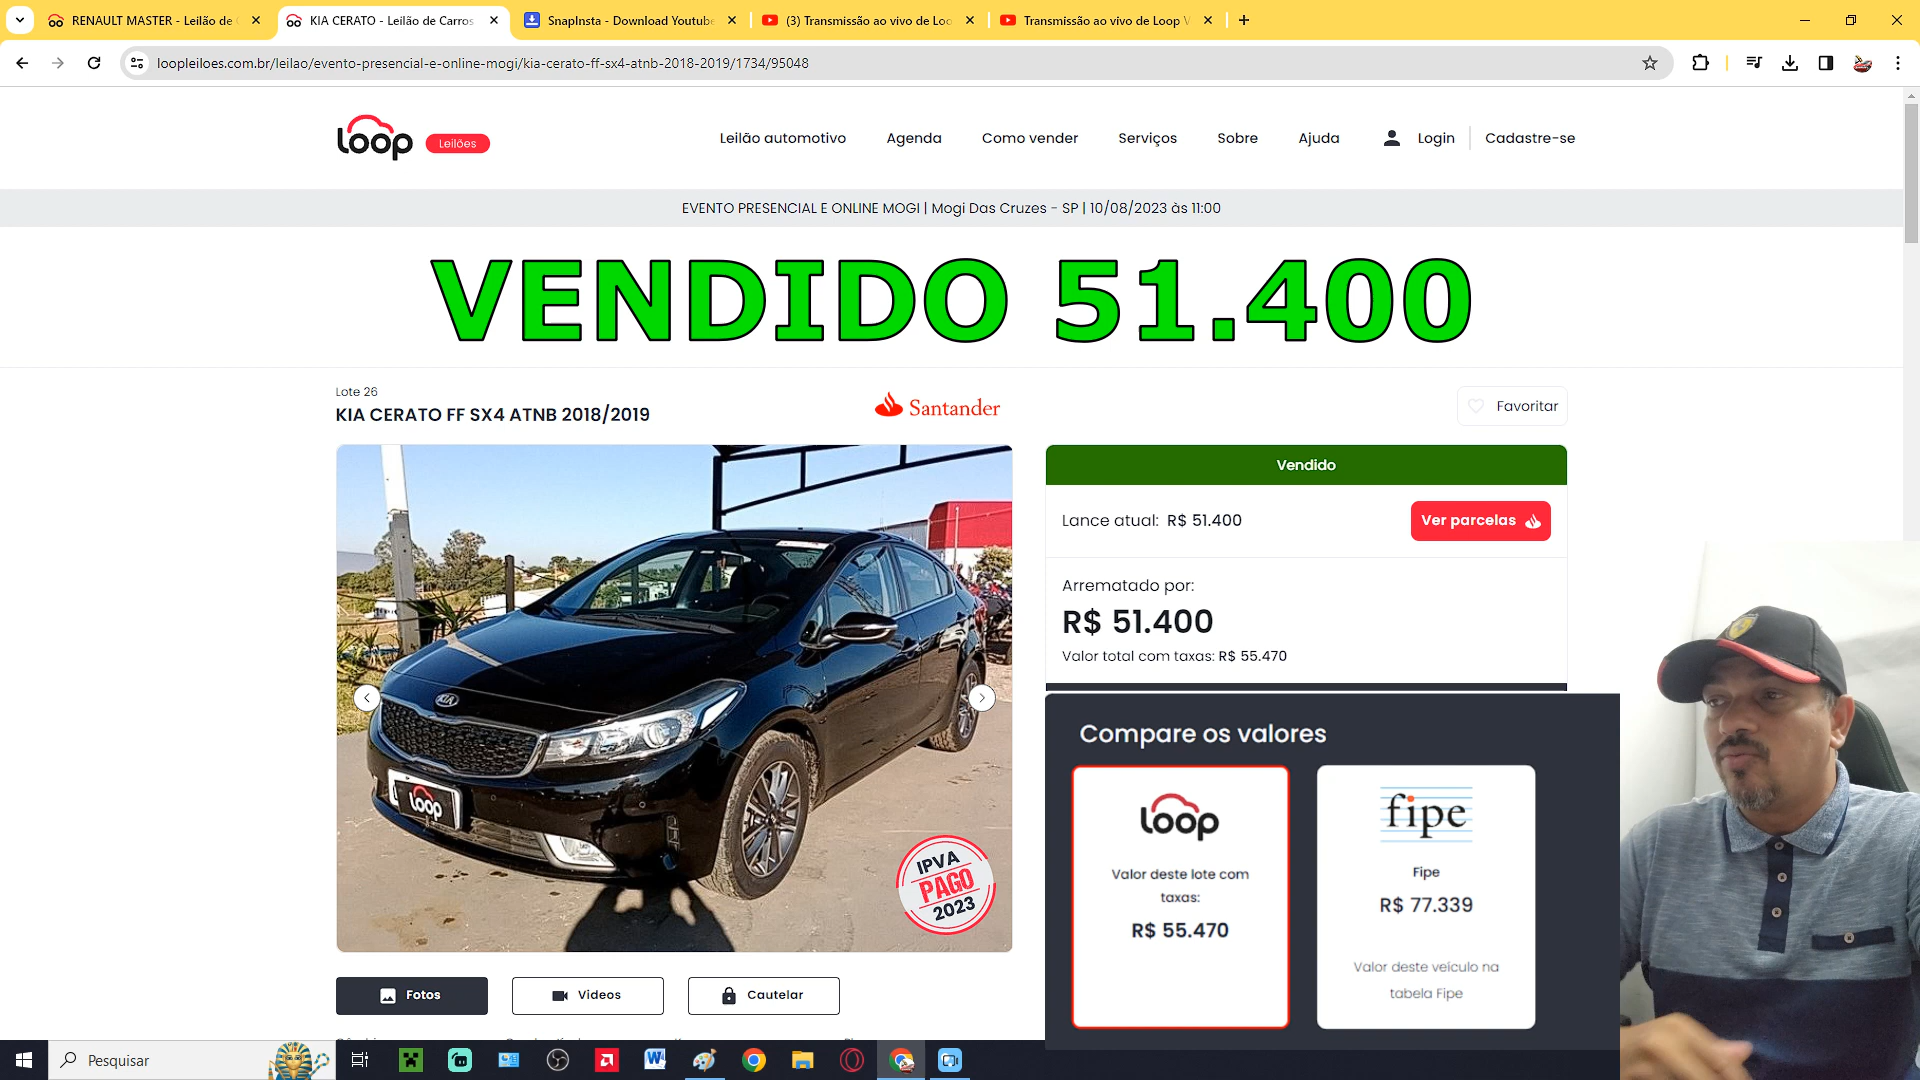 RENAULT MASTER - Leilão de
KIA CERATO - Leilão de Carros
SnapInsta - Download Youtube
(3) Transmissão ao vivo de Loo
Transmissão ao vivo de Loop V
loopleiloes.com.br/leilao/evento-presencial-e-online-mogi/kia-cerato-ff-sx4-atnb-2018-2019/1734/95048
loop Leilões
Leilão automotivo
Agenda
Como vender
Serviços
Sobre
Ajuda
Login
Cadastre-se
EVENTO PRESENCIAL E ONLINE MOGI | Mogi Das Cruzes - SP | 10/08/2023 às 11:00
VENDIDO 51.400
Lote 26
KIA CERATO FF SX4 ATNB 2018/2019
Santander
Favoritar
Vendido
Lance atual: R$ 51.400
Ver parcelas
Arrematado por:
R$ 51.400
Valor total com taxas: R$ 55.470
KIA
loop
IPVA
PAGO
2023
Compare os valores
loop
Valor deste lote com
taxas:
R$ 55.470
fipe
Fipe
R$ 77.339
Valor deste veículo na
tabela Fipe
Fotos
Videos
Cautelar
Pesquisar